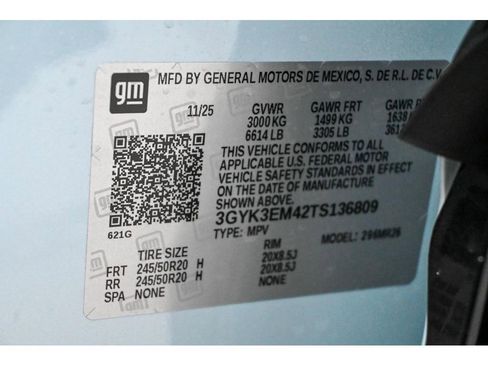 gm
MFD BY GENERAL MOTORS DE MEXICO, S. DE R.L. DE C.V.
11/25 GVWR GAWR FRT GAWR
3000 KG 1499 KG 1638
6614 LB 3305 LB
THIS VEHICLE CONFORMS TO ALL
APPLICABLE U.S. FEDERAL MOTOR
VEHICLE SAFETY STANDARDS IN
EFFECT ON THE DATE OF MANUFACTURE
SHOWN ABOVE.
3GYK3EM42TS136809
621G
TYPE: MPV MODEL:
TIRE SIZE RIM
FRT 245/50R20 H 20X8.5J
RR 245/50R20 H 20X8.5J
SPA NONE NONE